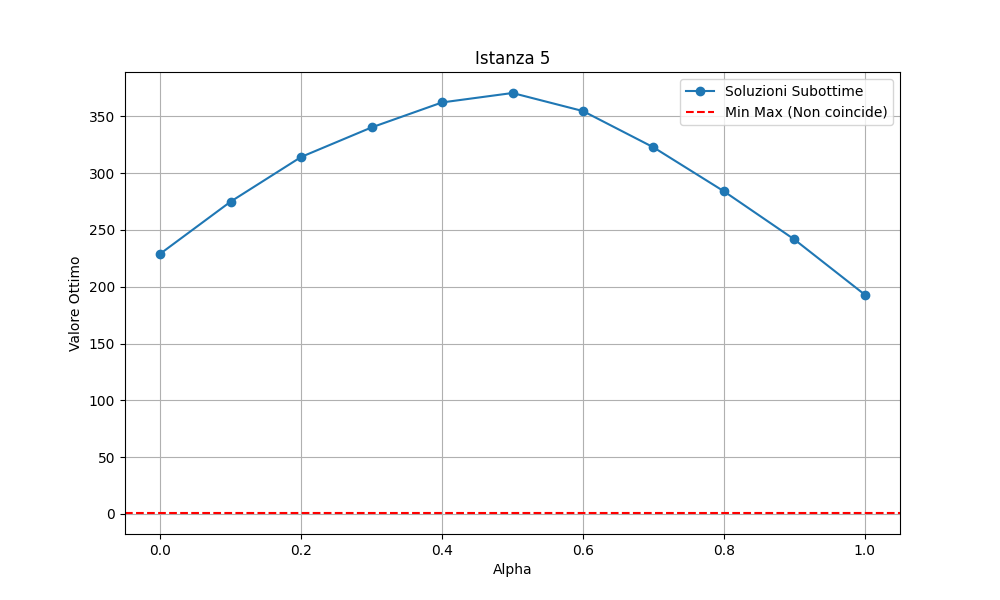 Istanza 5
Soluzioni Subottime
Min Max (Non coincide)
Valore Ottimo
350
300
250
200
150
100
50
0
0.0 0.2 0.4 0.6 0.8 1.0
Alpha